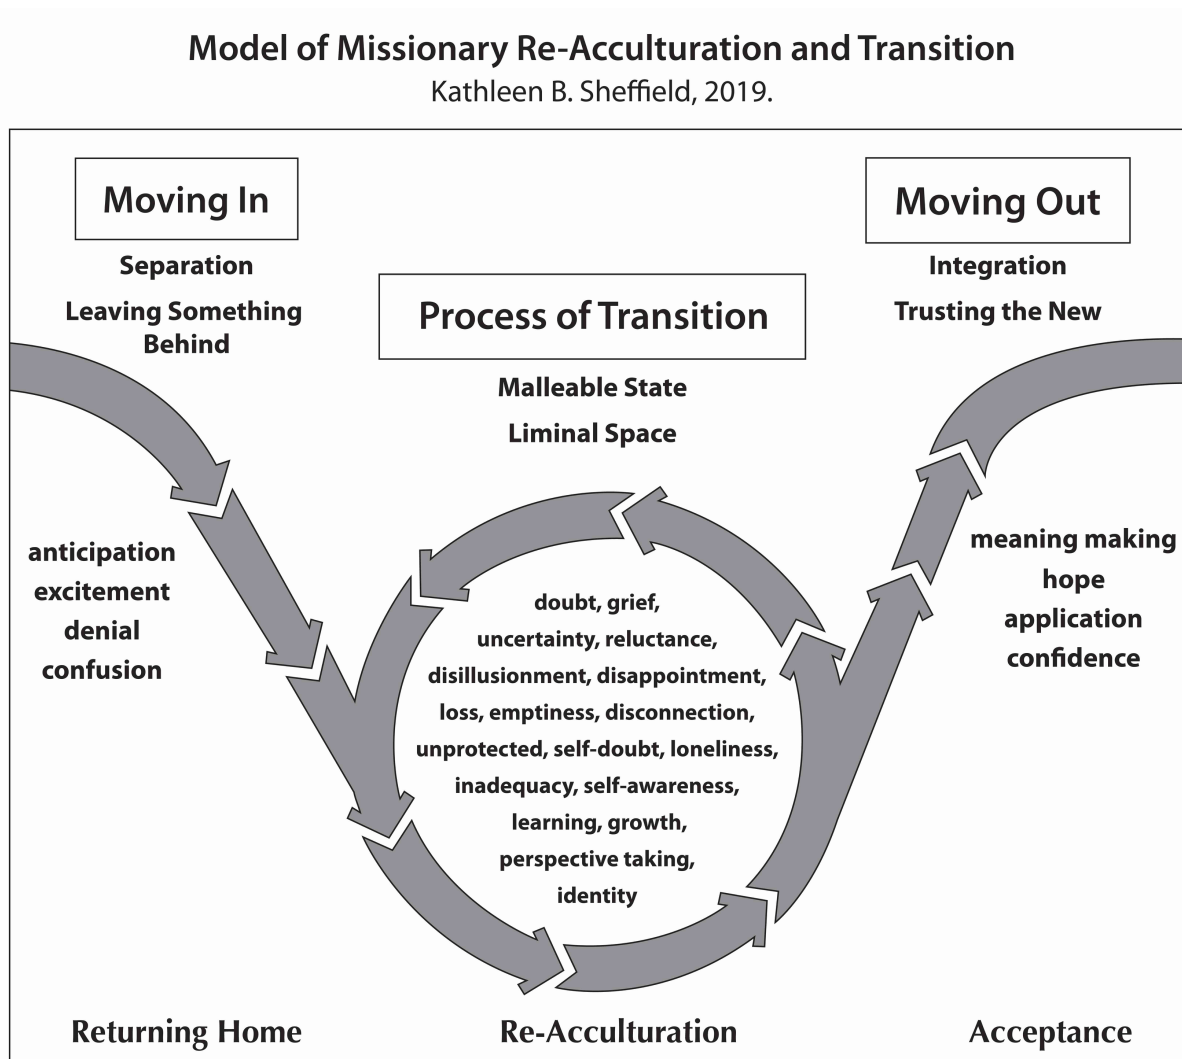 Model of Missionary Re-Acculturation and Transition
Kathleen B. Sheffield, 2019.
Moving In
Separation
Leaving Something
Behind
anticipation
excitement
denial
confusion
Returning Home
Process of Transition
Malleable State
Liminal Space
doubt, grief,
uncertainty, reluctance,
disillusionment, disappointment,
loss, emptiness, disconnection,
unprotected, self-doubt, loneliness,
inadequacy, self-awareness,
learning, growth,
perspective taking,
identity
Re-Acculturation
Moving Out
Integration
Trusting the New
meaning making
hope
application
confidence
Acceptance